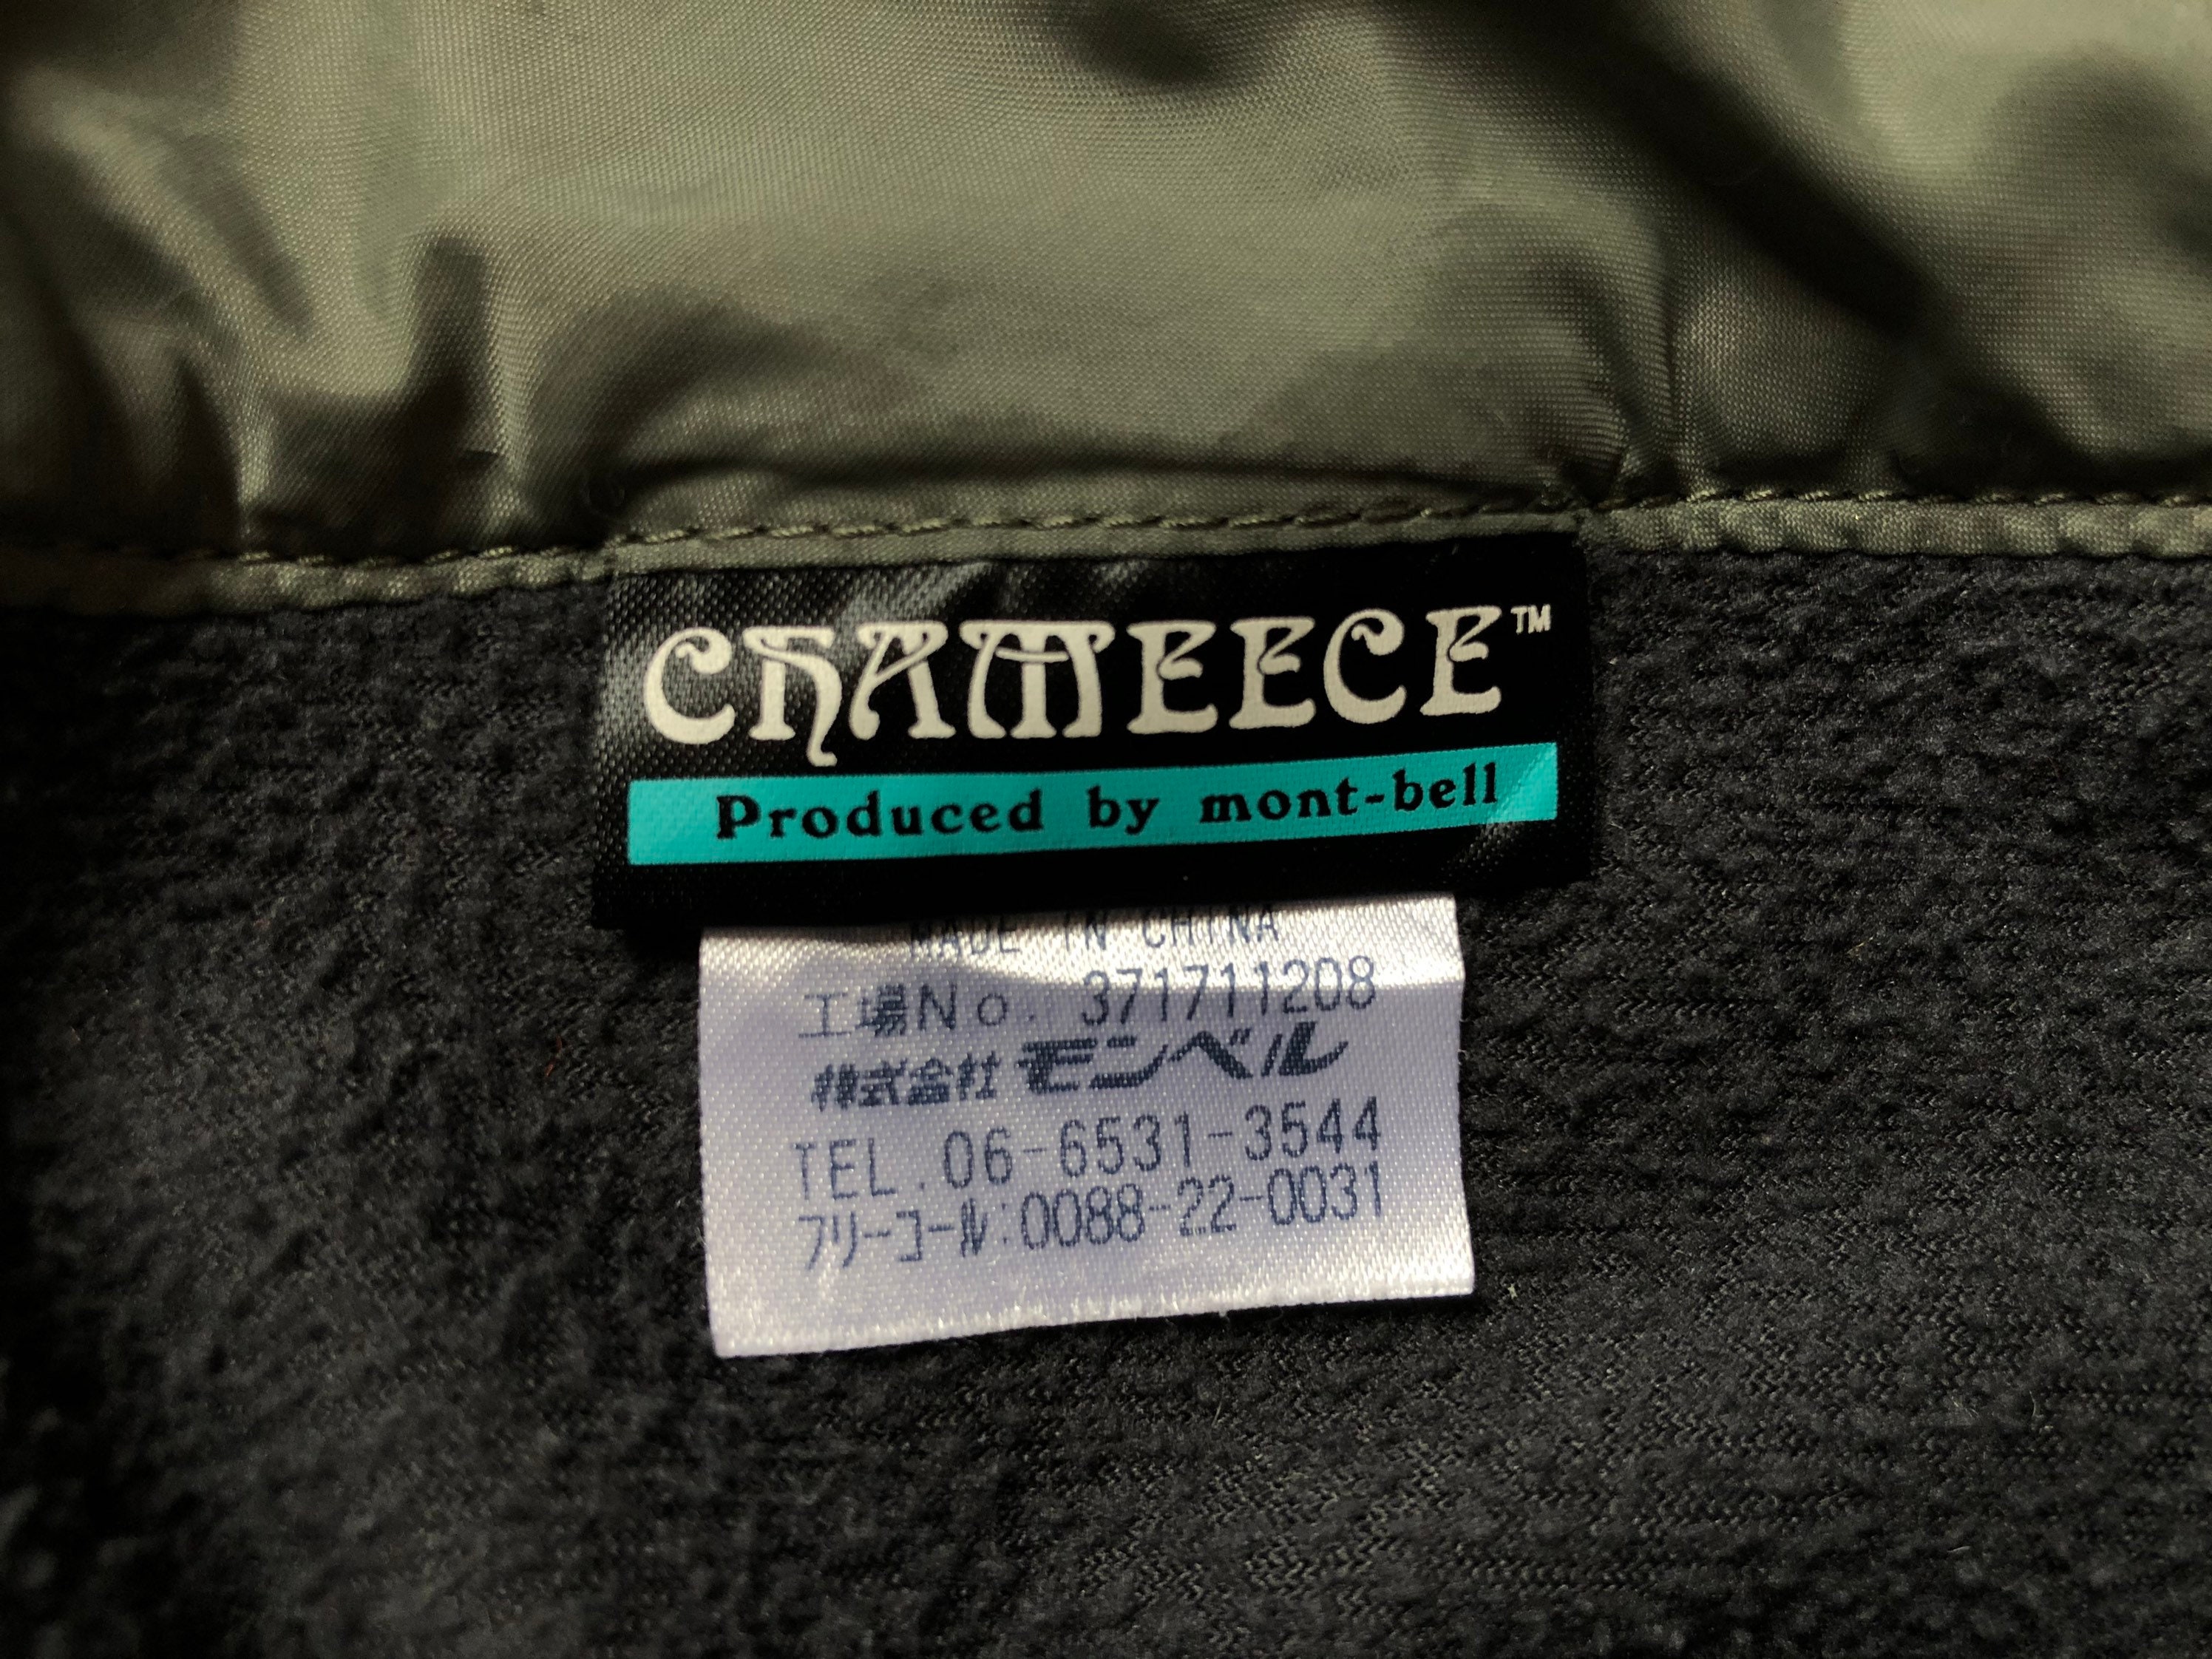 CHAMEECE™
Produced by mont-bell
MADE IN CHINA
工場No. 371711208
株式会社モンベル
TEL.06-6531-3544
フリーコール:0088-22-0031